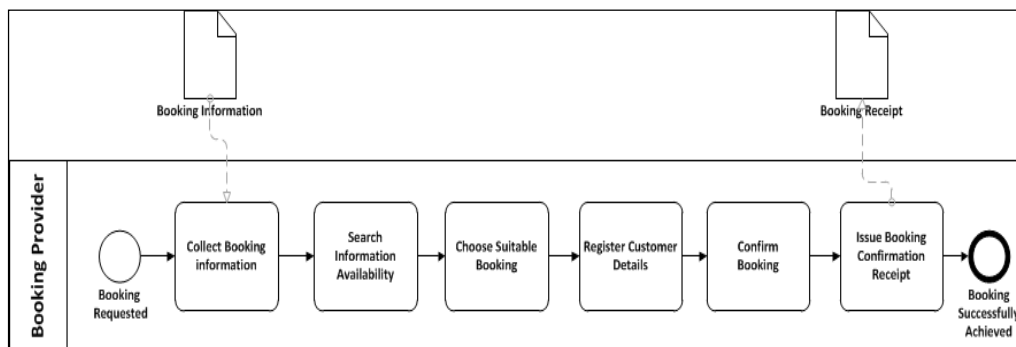 Booking Information
Booking Receipt
Booking Provider
Booking
Requested
Collect Booking
information
Search
Information
Availability
Choose Suitable
Booking
Register Customer
Details
Confirm
Booking
Issue Booking
Confirmation
Receipt
Booking
Successfully
Achieved